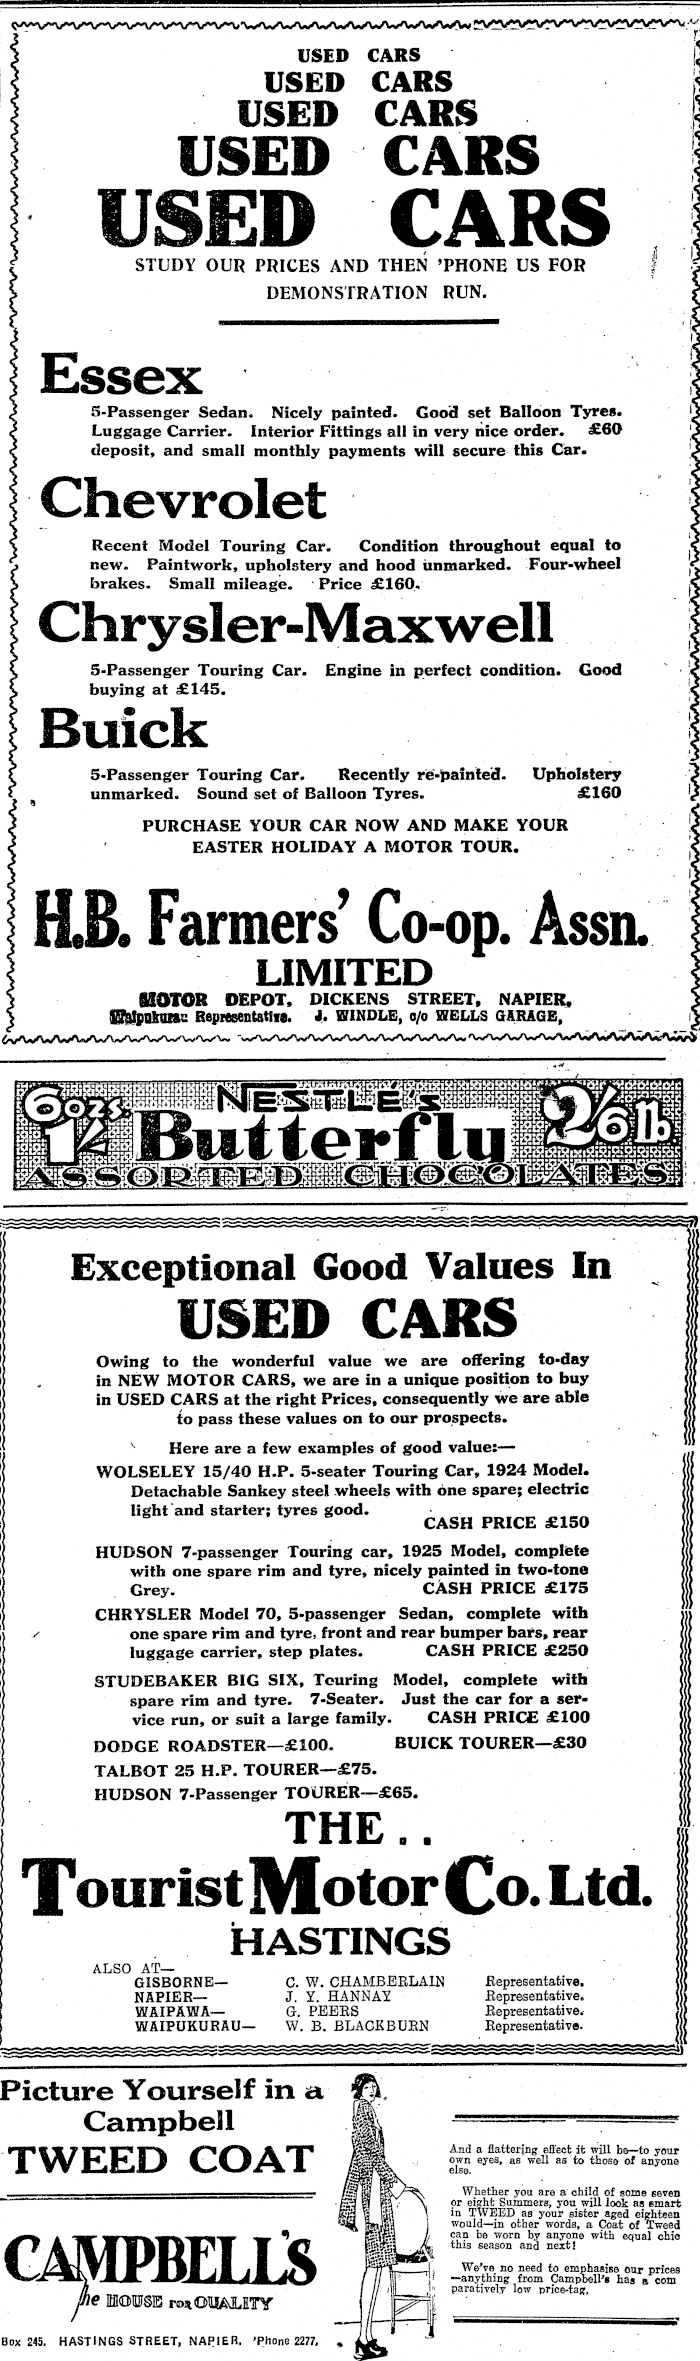 USED CARS
USED CARS
USED CARS
USED CARS
USED CARS
STUDY OUR PRICES AND THEN 'PHONE US FOR
DEMONSTRATION RUN.
Essex
5-Passenger Sedan. Nicely painted. Good set Balloon Tyres.
Luggage Carrier. Interior Fittings all in very nice order. £60
deposit, and small monthly payments will secure this Car.
Chevrolet
Recent Model Touring Car. Condition throughout equal to
new. Paintwork, upholstery and hood unmarked. Four-wheel
brakes. Small mileage. Price £160.
Chrysler-Maxwell
5-Passenger Touring Car. Engine in perfect condition. Good
buying at £145.
Buick
5-Passenger Touring Car. Recently re-painted. Upholstery
unmarked. Sound set of Balloon Tyres. £160
PURCHASE YOUR CAR NOW AND MAKE YOUR
EASTER HOLIDAY A MOTOR TOUR.
H.B. Farmers' Co-op. Assn.
LIMITED
MOTOR DEPOT, DICKENS STREET, NAPIER,
Waipukurau Representative. J. WINDLE, c/o WELLS GARAGE,
6ozs. 1/-
NESTLÉ's
Butterfly
2/6 lb.
ASSORTED CHOCOLATES
Exceptional Good Values In
USED CARS
Owing to the wonderful value we are offering to-day
in NEW MOTOR CARS, we are in a unique position to buy
in USED CARS at the right Prices, consequently we are able
to pass these values on to our prospects.
Here are a few examples of good value:—
WOLSELEY 15/40 H.P. 5-seater Touring Car, 1924 Model.
Detachable Sankey steel wheels with one spare; electric
light and starter; tyres good.
CASH PRICE £150
HUDSON 7-passenger Touring car, 1925 Model, complete
with one spare rim and tyre, nicely painted in two-tone
Grey. CASH PRICE £175
CHRYSLER Model 70, 5-passenger Sedan, complete with
one spare rim and tyre, front and rear bumper bars, rear
luggage carrier, step plates. CASH PRICE £250
STUDEBAKER BIG SIX, Touring Model, complete with
spare rim and tyre. 7-Seater. Just the car for a ser-
vice run, or suit a large family. CASH PRICE £100
DODGE ROADSTER—£100. BUICK TOURER—£30
TALBOT 25 H.P. TOURER—£75.
HUDSON 7-Passenger TOURER—£65.
THE . .
Tourist Motor Co. Ltd.
HASTINGS
ALSO AT—
GISBORNE— C. W. CHAMBERLAIN Representative.
NAPIER— J. Y. HANNAY Representative.
WAIPAWA— G. PEERS Representative.
WAIPUKURAU— W. B. BLACKBURN Representative.
Picture Yourself in a
Campbell
TWEED COAT
CAMPBELL'S
The HOUSE FOR QUALITY
Box 245. HASTINGS STREET, NAPIER. 'Phone 2277.
And a flattering effect it will be—to your
own eyes, as well as to those of anyone
else.
Whether you are a child of some seven
or eight Summers, you will look as smart
in TWEED as your sister aged eighteen
would—in other words, a Coat of Tweed
can be worn by anyone with equal chic
this season and next!
We've no need to emphasise our prices
—anything from Campbell's has a com
paratively low price-tag.